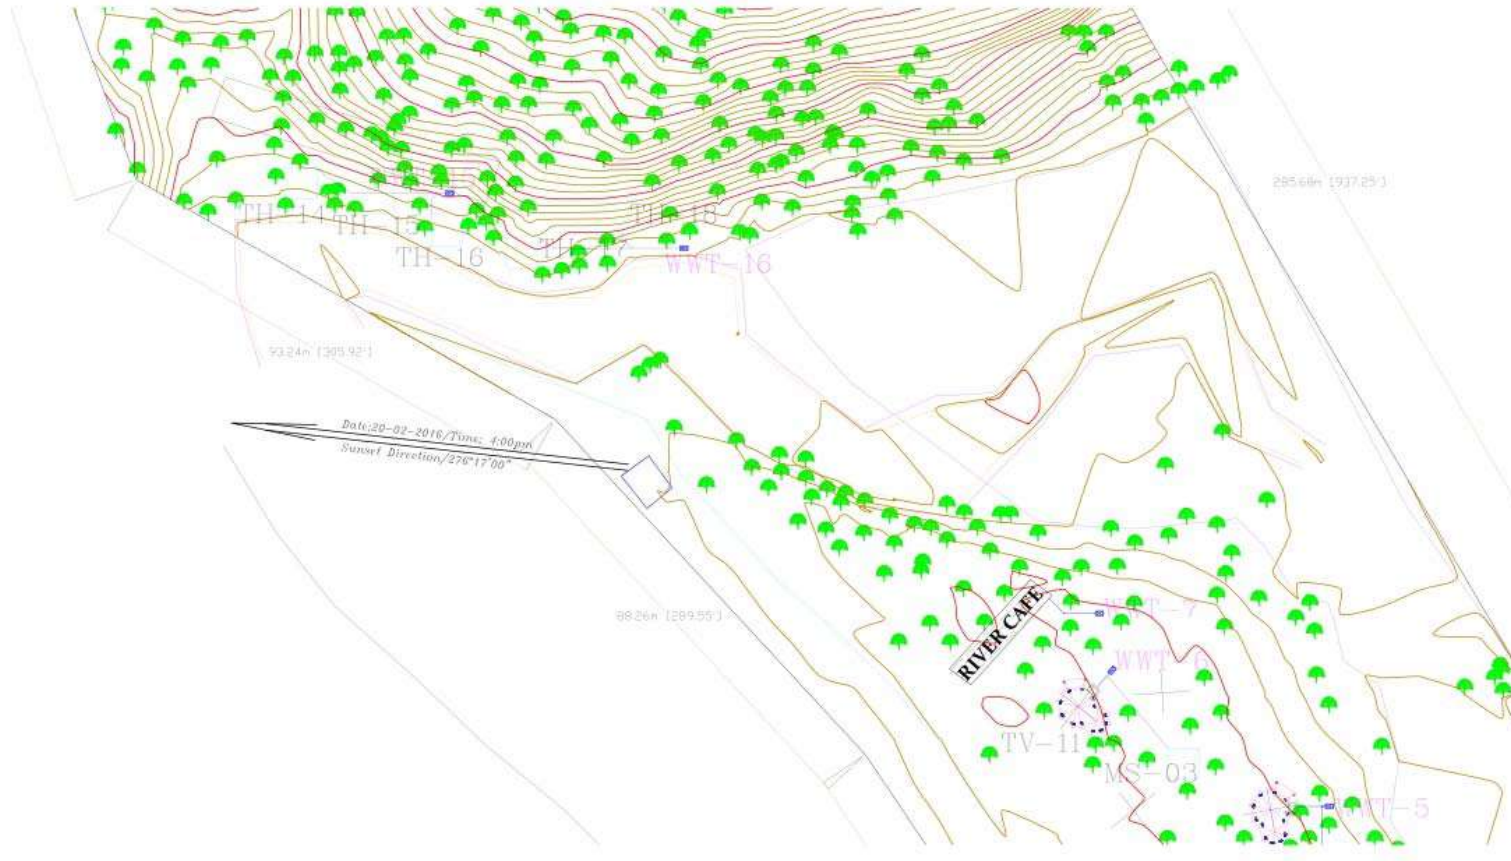 285.68m [937.25']
TH-14
TH-15
TH-16
TH-17
TH-18
WWT-16
93.24m [305.92']
Date;20-02-2016/Time; 4:00pm
Sunset Direction/276°17'00"
88.26m [289.55']
RIVER CAFE
WWT-7
WWT-6
TV-11
MS-03
WWT-5